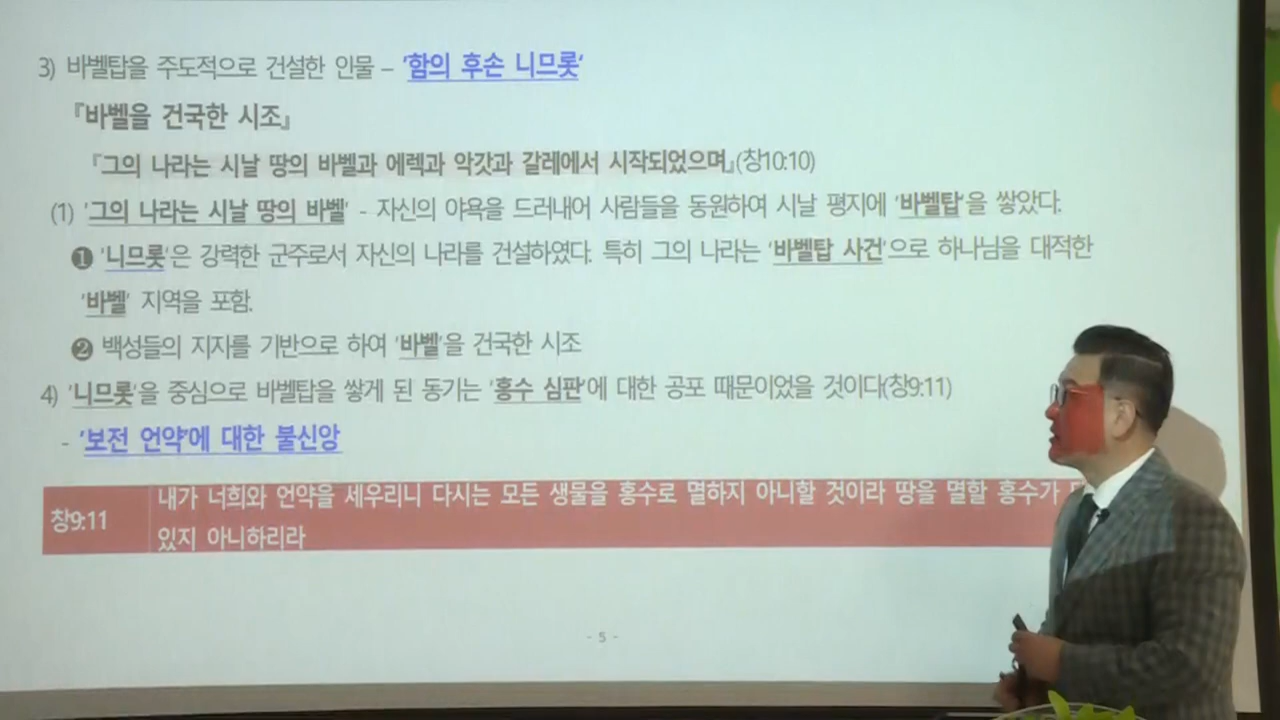 3) 바벨탑을 주도적으로 건설한 인물 – '함의 후손 니므롯'
『바벨을 건국한 시조』
『그의 나라는 시날 땅의 바벨과 에렉과 악갓과 갈레에서 시작되었으며』(창10:10)
(1) '그의 나라는 시날 땅의 바벨' - 자신의 야욕을 드러내어 사람들을 동원하여 시날 평지에 '바벨탑'을 쌓았다.
❶ '니므롯'은 강력한 군주로서 자신의 나라를 건설하였다. 특히 그의 나라는 '바벨탑 사건'으로 하나님을 대적한
'바벨' 지역을 포함.
❷ 백성들의 지지를 기반으로 하여 '바벨'을 건국한 시조
4) '니므롯'을 중심으로 바벨탑을 쌓게 된 동기는 '홍수 심판'에 대한 공포 때문이었을 것이다(창9:11)
- '보전 언약'에 대한 불신앙
창9:11 내가 너희와 언약을 세우리니 다시는 모든 생물을 홍수로 멸하지 아니할 것이라 땅을 멸할 홍수가
있지 아니하리라
- 5 -